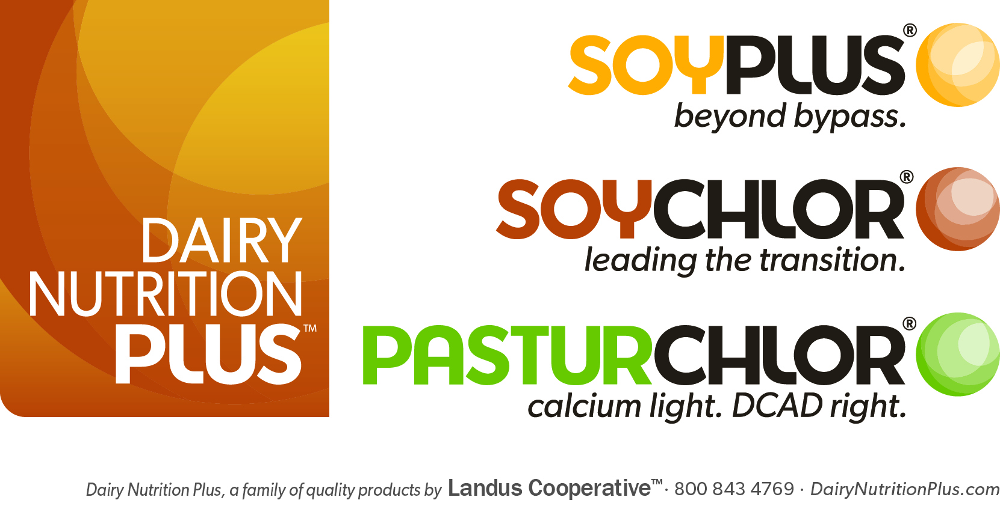 DAIRY
NUTRITION
PLUS™
SOYPLUS®
beyond bypass.
SOYCHLOR®
leading the transition.
PASTURCHLOR®
calcium light. DCAD right.
Dairy Nutrition Plus, a family of quality products by Landus Cooperative™· 800 843 4769 · DairyNutritionPlus.com